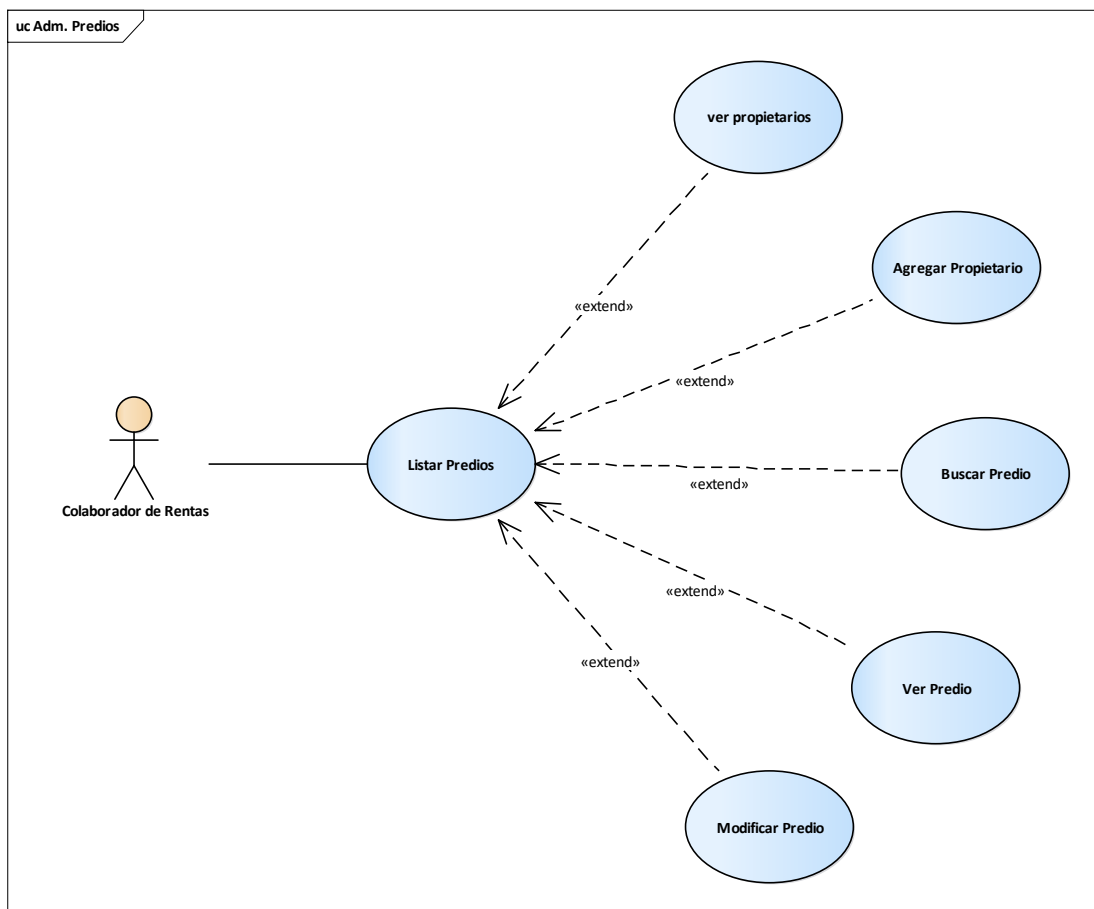 uc Adm. Predios
ver propietarios
Agregar Propietario
«extend»
«extend»
Listar Predios
Buscar Predio
«extend»
Colaborador de Rentas
«extend»
«extend»
Ver Predio
Modificar Predio